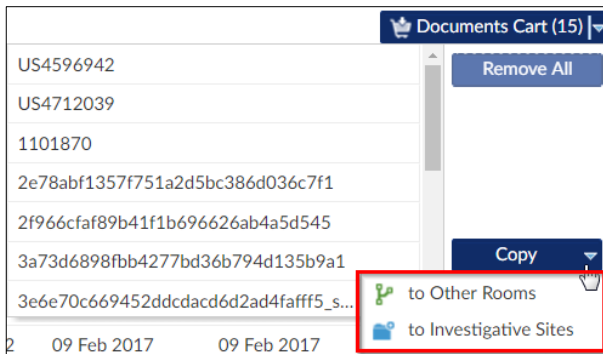 Documents Cart (15)
US4596942
Remove All
US4712039
1101870
2e78abf1357f751a2d5bc386d036c7f1
2f966cfaf89b41f1b696626ab4a5d545
3a73d6898fbb4277bd36b794d135b9a1
Copy
3e6e70c669452ddcdacd6d2ad4fafff5_s...
to Other Rooms
to Investigative Sites
2 09 Feb 2017 09 Feb 2017